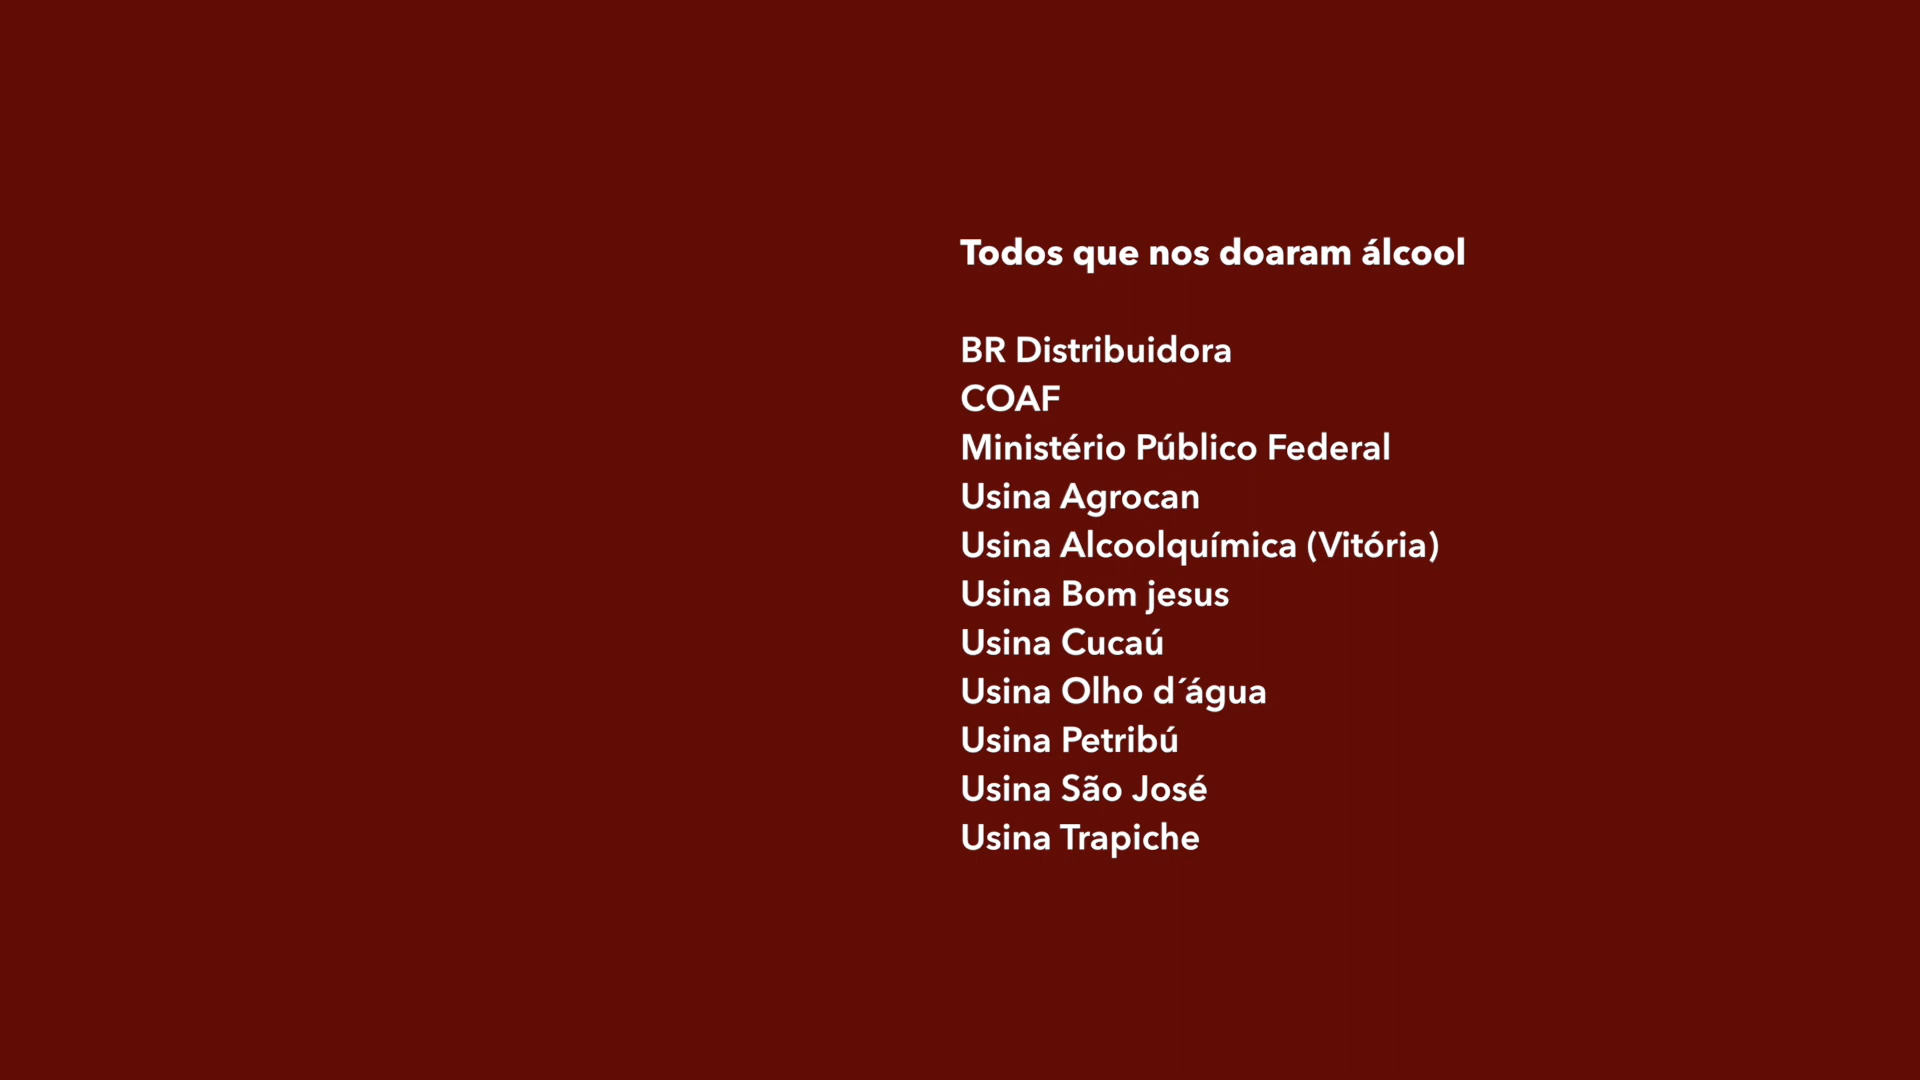 Todos que nos doaram álcool
BR Distribuidora
COAF
Ministério Público Federal
Usina Agrocan
Usina Alcoolquímica (Vitória)
Usina Bom jesus
Usina Cucaú
Usina Olho d´água
Usina Petribú
Usina São José
Usina Trapiche